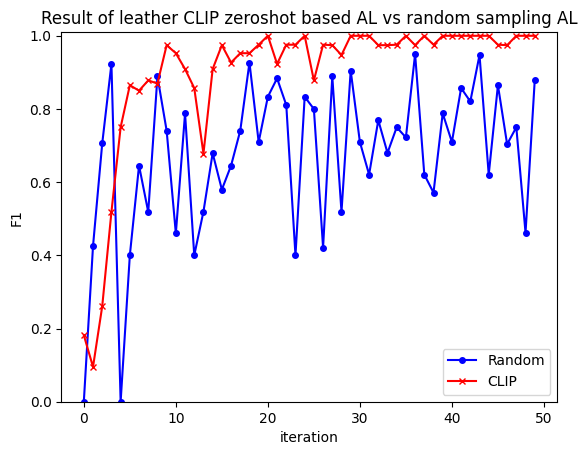 Result of leather CLIP zeroshot based AL vs random sampling AL
1.0
0.8
0.6
0.4
0.2
0.0
F1
0 10 20 30 40 50
iteration
Random
CLIP